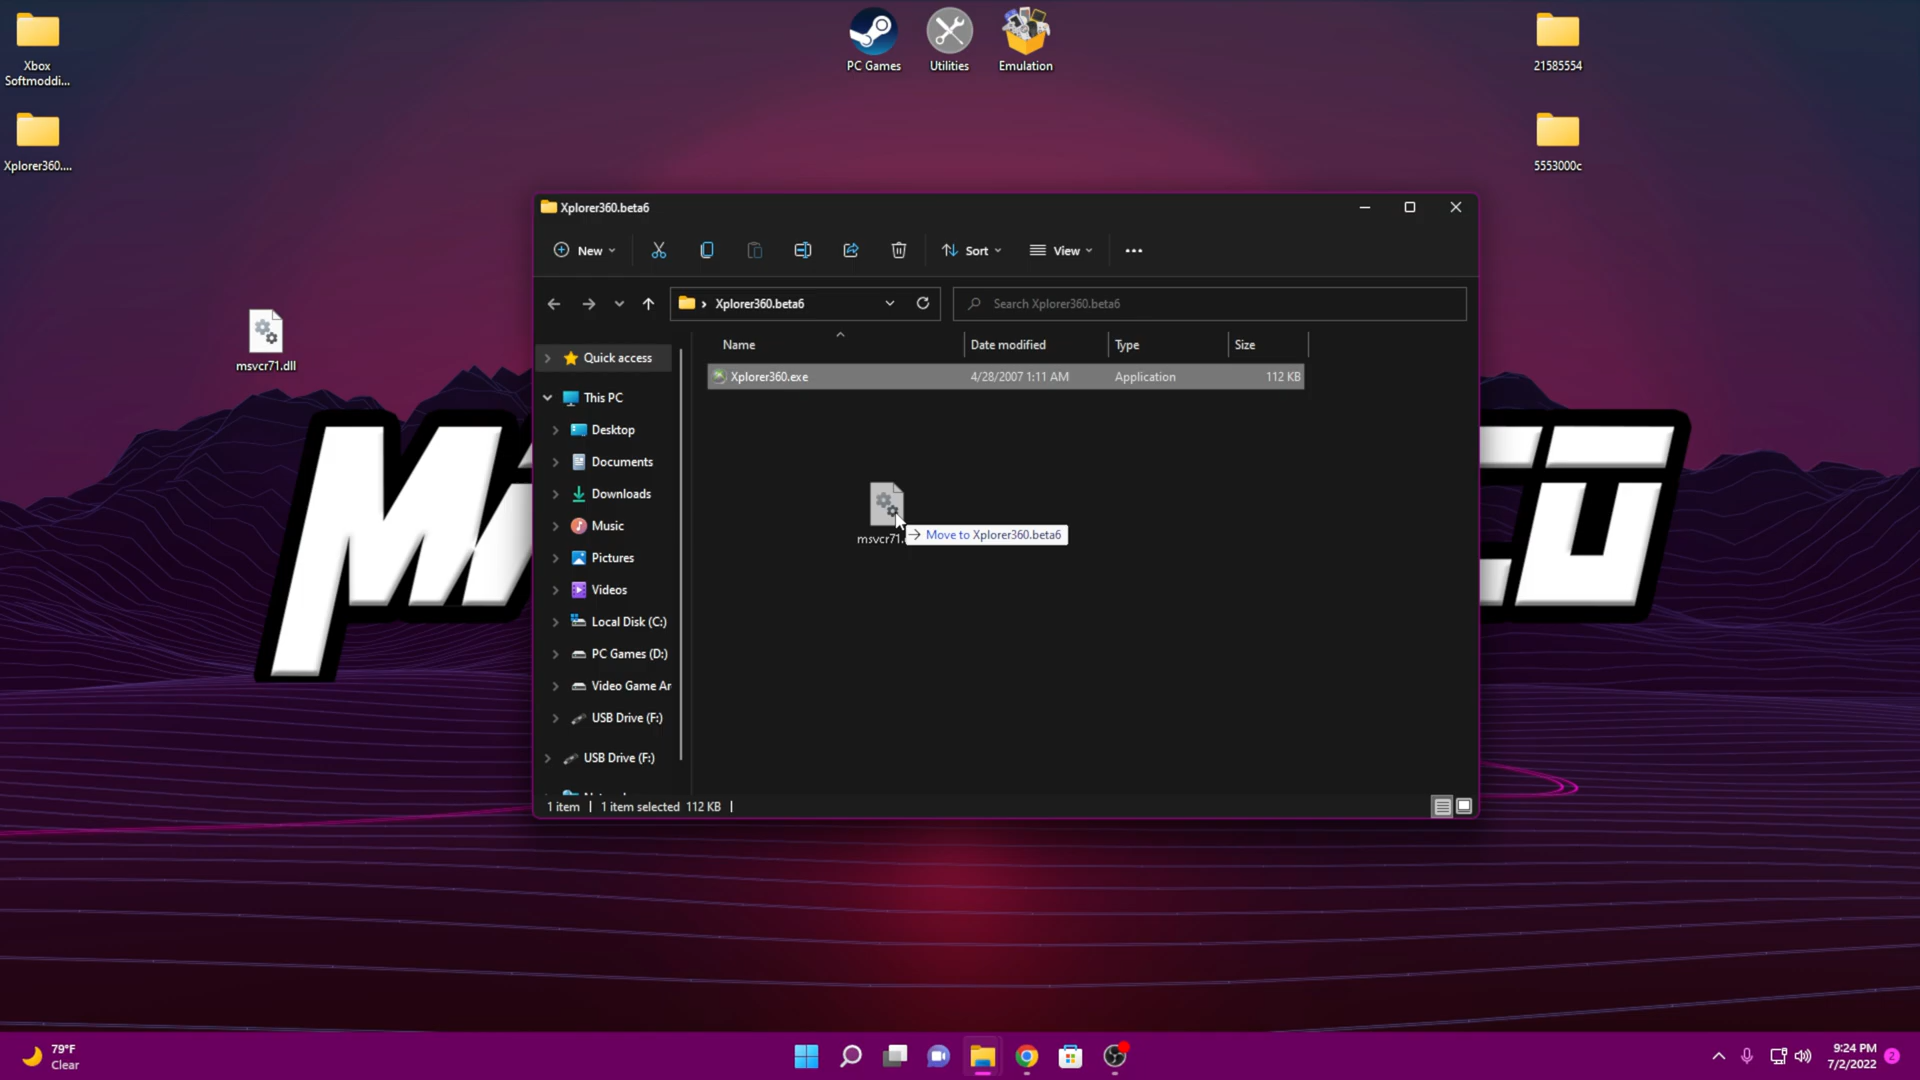 Xbox
Softmoddi...
Xplorer360....
PC Games
Utilities
Emulation
21585554
5553000c
msvcr71.dll
Xplorer360.beta6
New
Sort
View
Xplorer360.beta6
Search Xplorer360.beta6
Name
Date modified
Type
Size
Xplorer360.exe
4/28/2007 1:11 AM
Application
112 KB
Quick access
This PC
Desktop
Documents
Downloads
Music
Pictures
Videos
Local Disk (C:)
PC Games (D:)
Video Game Ar
USB Drive (F:)
USB Drive (F:)
msvcr71.
Move to Xplorer360.beta6
1 item
1 item selected 112 KB
79°F
Clear
9:24 PM
7/2/2022
2